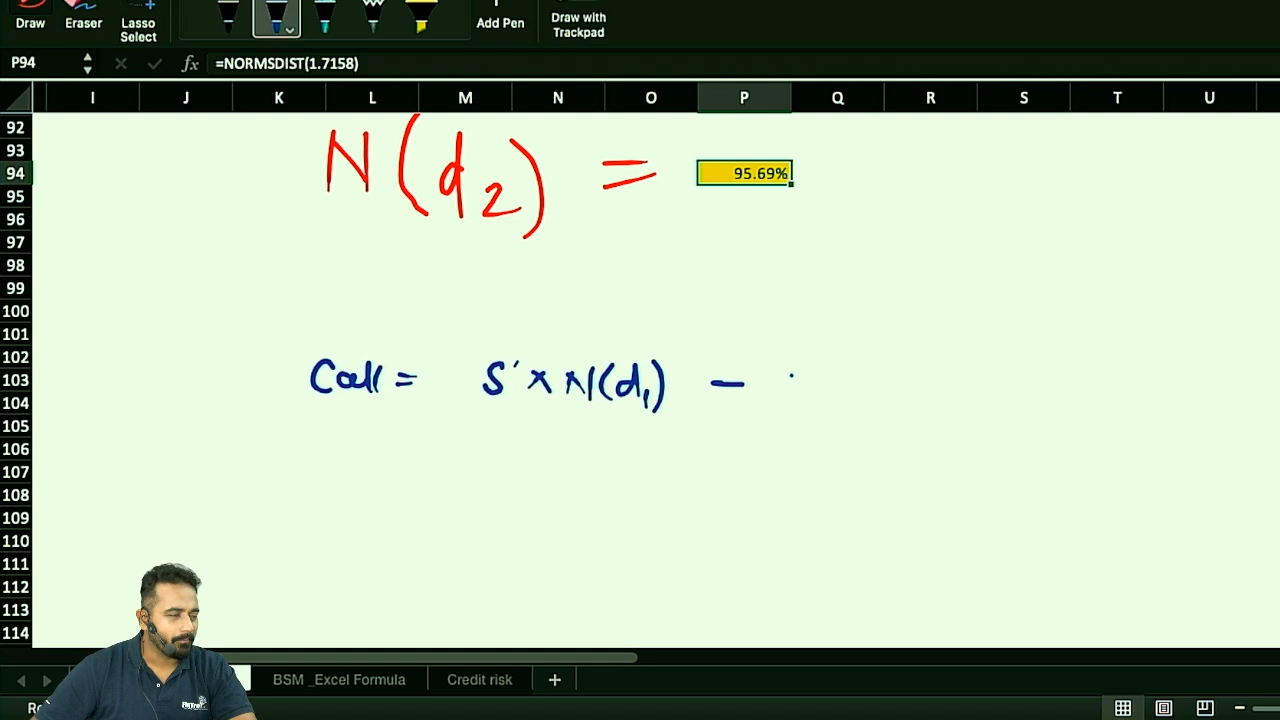 Draw
Eraser
Lasso Select
Add Pen
Draw with Trackpad
P94
fx
=NORMSDIST(1.7158)
I J K L M N O P Q R S T U
92
93
94
95
96
97
98
99
100
101
102
103
104
105
106
107
108
109
110
111
112
113
114
N(d2) = 95.69%
Call = S x N(d1) –
BSM _Excel Formula
Credit risk